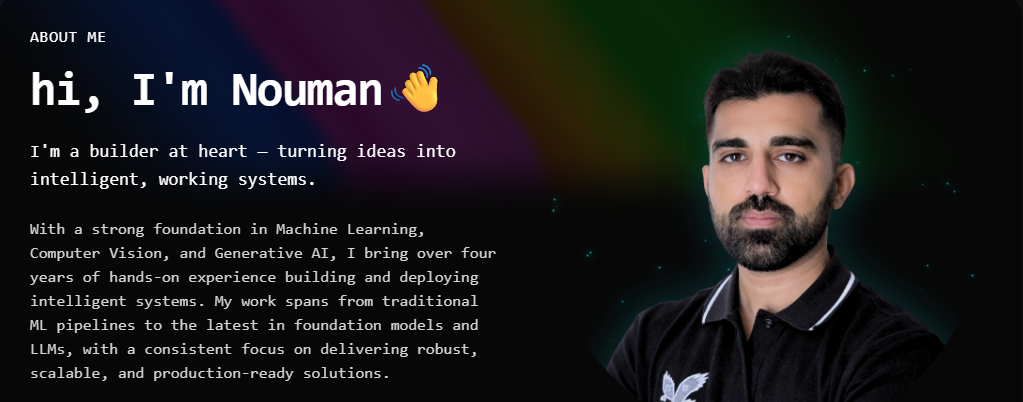 ABOUT ME
hi, I'm Nouman 👋
I'm a builder at heart — turning ideas into
intelligent, working systems.
With a strong foundation in Machine Learning,
Computer Vision, and Generative AI, I bring over four
years of hands-on experience building and deploying
intelligent systems. My work spans from traditional
ML pipelines to the latest in foundation models and
LLMs, with a consistent focus on delivering robust,
scalable, and production-ready solutions.